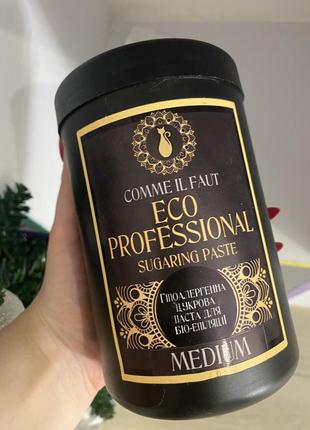 COMME IL FAUT
ECO
PROFESSIONAL
SUGARING PASTE
ГІПОАЛЕРГЕННА
ЦУКРОВА
ПАСТА ДЛЯ
БІО-ЕПІЛЯЦІЇ
MEDIUM